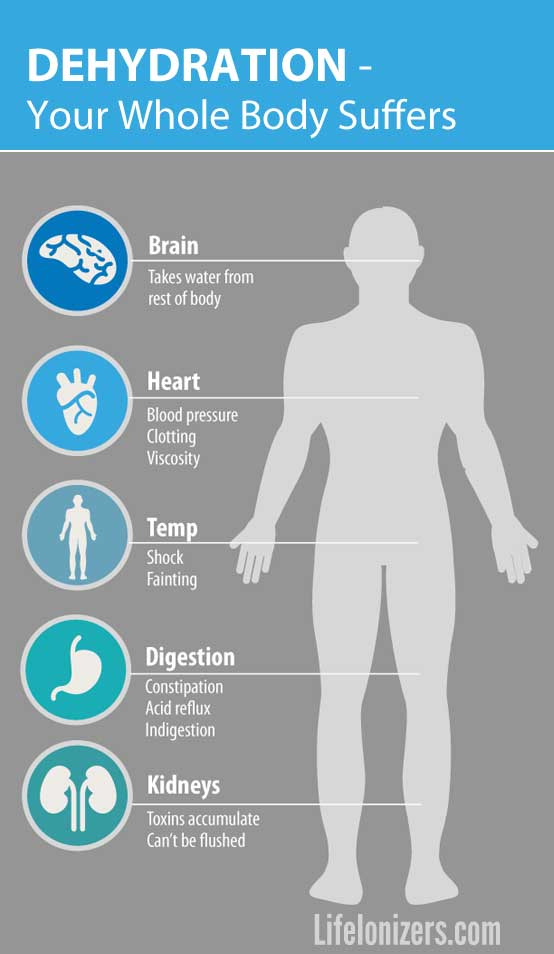 DEHYDRATION -
Your Whole Body Suffers
Brain
Takes water from
rest of body
Heart
Blood pressure
Clotting
Viscosity
Temp
Shock
Fainting
Digestion
Constipation
Acid reflux
Indigestion
Kidneys
Toxins accumulate
Can't be flushed
LifeIonizers.com